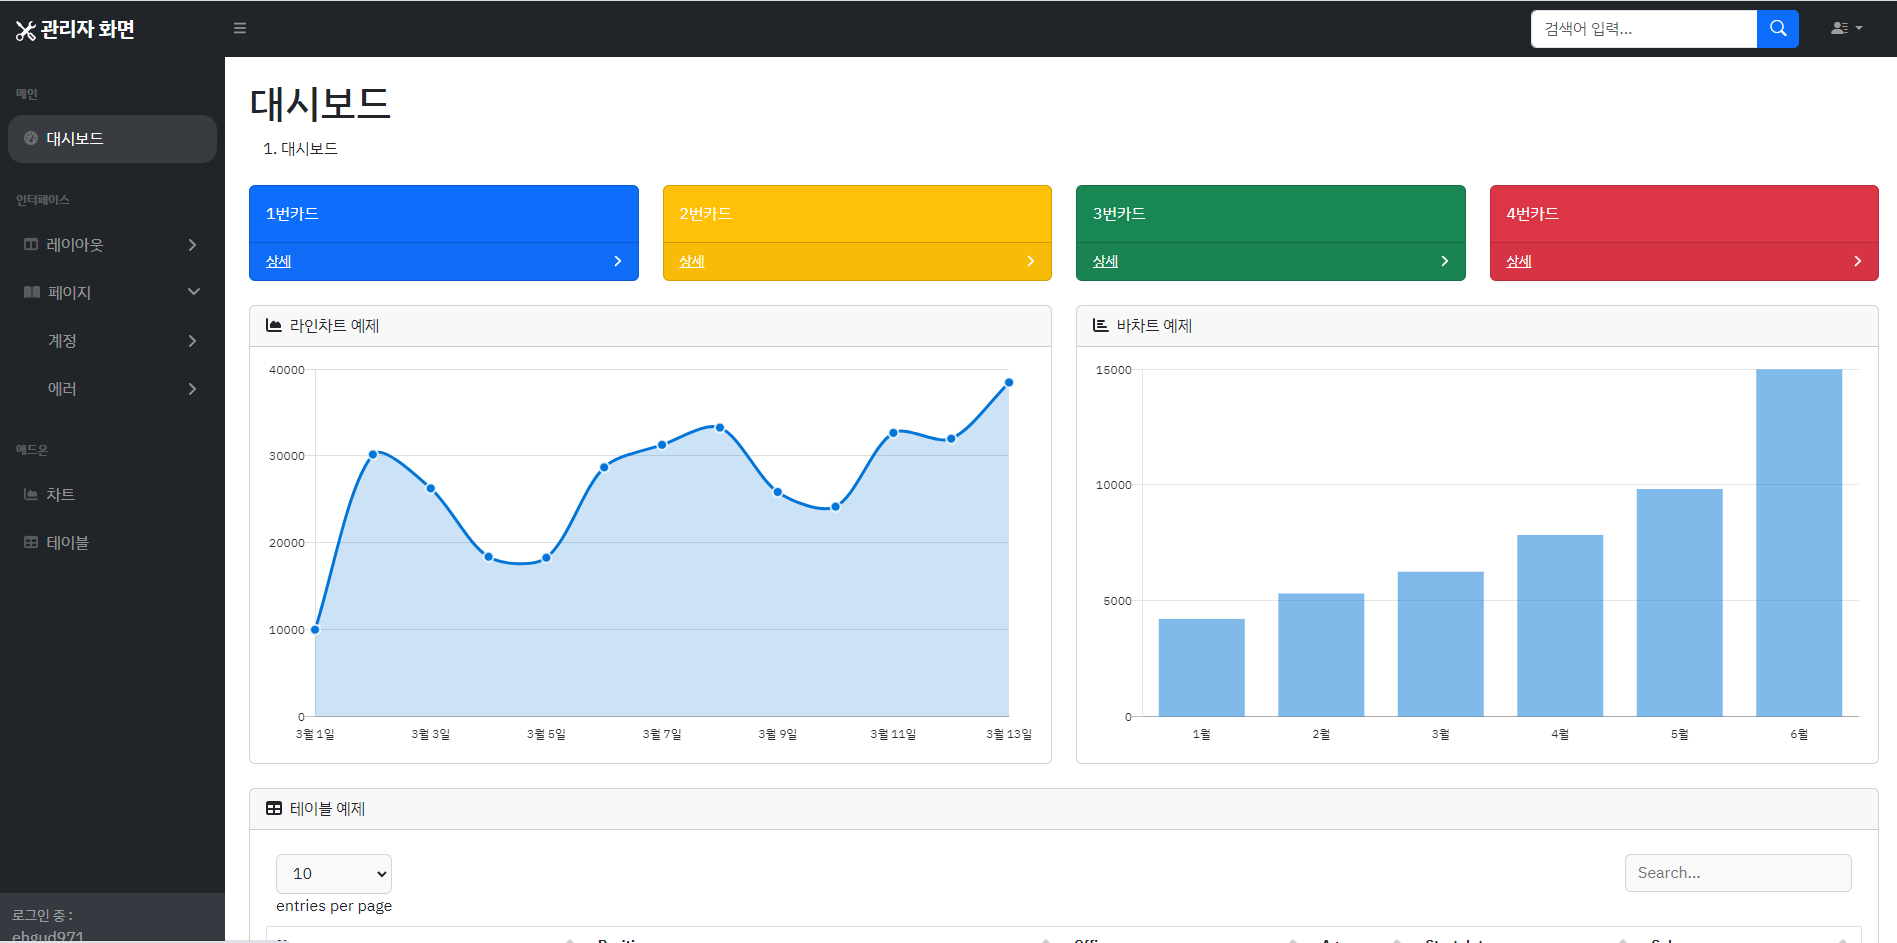 관리자 화면
검색어 입력...
메인
대시보드
인터페이스
레이아웃
페이지
계정
에러
애드온
차트
테이블
로그인 중 :
ehgud971
대시보드
1. 대시보드
1번카드
상세
2번카드
상세
3번카드
상세
4번카드
상세
라인차트 예제
40000
30000
20000
10000
0
3월 1일
3월 3일
3월 5일
3월 7일
3월 9일
3월 11일
3월 13일
바차트 예제
15000
10000
5000
0
1월
2월
3월
4월
5월
6월
테이블 예제
10
entries per page
Search...